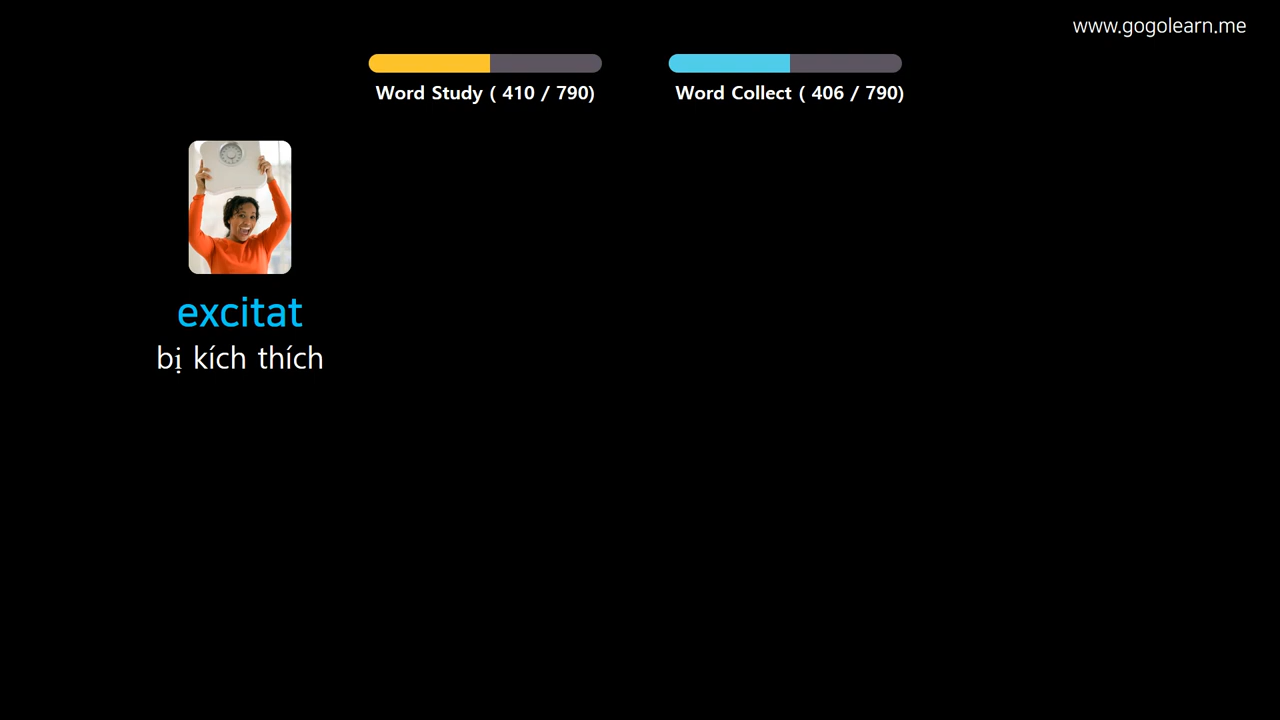 www.gogolearn.me
Word Study ( 410 / 790)
Word Collect ( 406 / 790)
excitat
bị kích thích